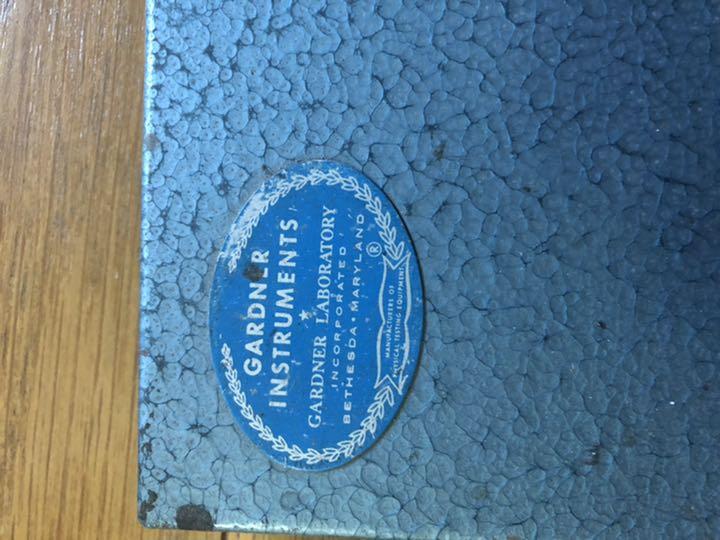 GARDNER
INSTRUMENTS
GARDNER LABORATORY
INCORPORATED
BETHESDA • MARYLAND
®
MANUFACTURERS OF
PHYSICAL TESTING EQUIPMENT